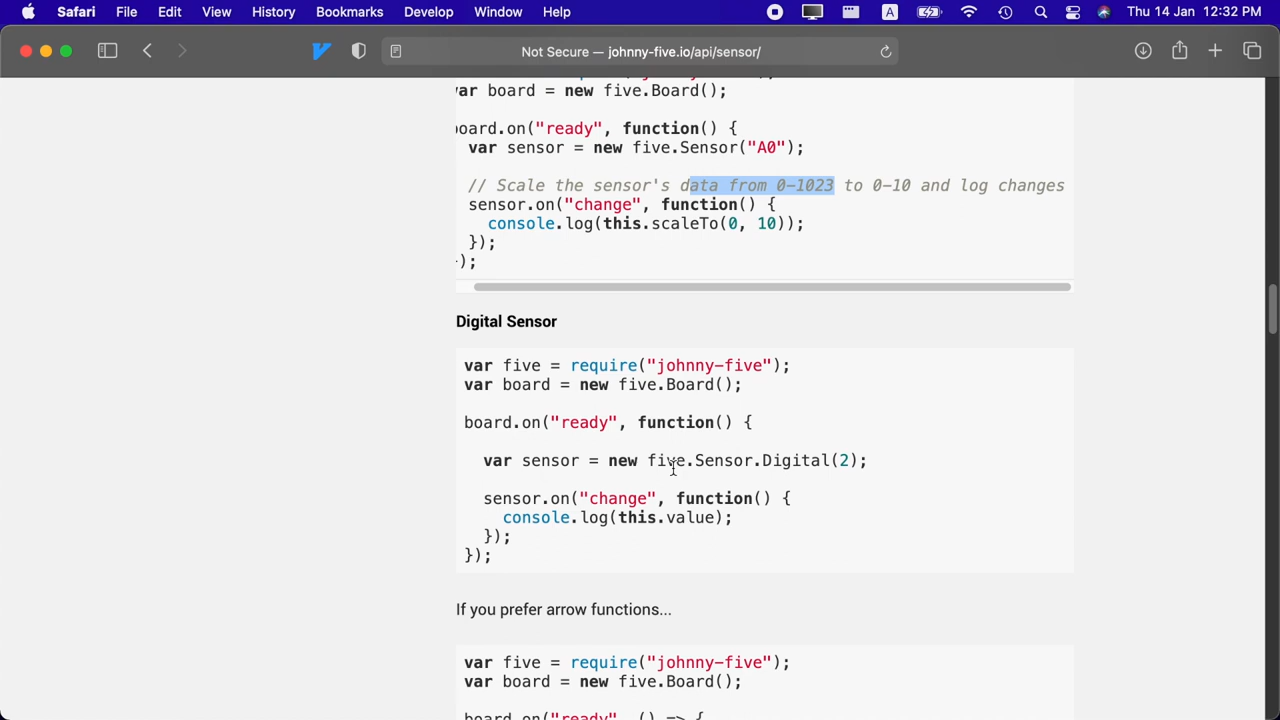 Safari File Edit View History Bookmarks Develop Window Help A Thu 14 Jan 12:32 PM
Not Secure — johnny-five.io/api/sensor/
var board = new five.Board();
board.on("ready", function() {
var sensor = new five.Sensor("A0");
// Scale the sensor's data from 0-1023 to 0-10 and log changes
sensor.on("change", function() {
console.log(this.scaleTo(0, 10));
});
});
Digital Sensor
var five = require("johnny-five");
var board = new five.Board();
board.on("ready", function() {
var sensor = new five.Sensor.Digital(2);
sensor.on("change", function() {
console.log(this.value);
});
});
If you prefer arrow functions...
var five = require("johnny-five");
var board = new five.Board();
board.on("ready", () => {